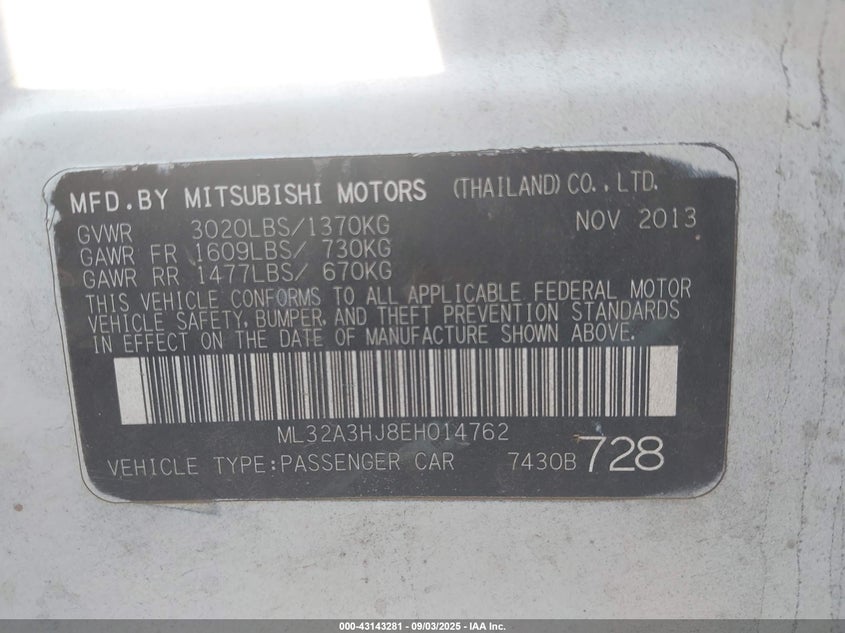 MFD.BY MITSUBISHI MOTORS (THAILAND) CO., LTD.
GVWR 3020LBS/1370KG NOV 2013
GAWR FR 1609LBS/ 730KG
GAWR RR 1477LBS/ 670KG
THIS VEHICLE CONFORMS TO ALL APPLICABLE FEDERAL MOTOR
VEHICLE SAFETY, BUMPER, AND THEFT PREVENTION STANDARDS
IN EFFECT ON THE DATE OF MANUFACTURE SHOWN ABOVE.
ML32A3HJ8EH014762
VEHICLE TYPE:PASSENGER CAR 7430B 728
000-43143281 - 09/03/2025 - IAA Inc.